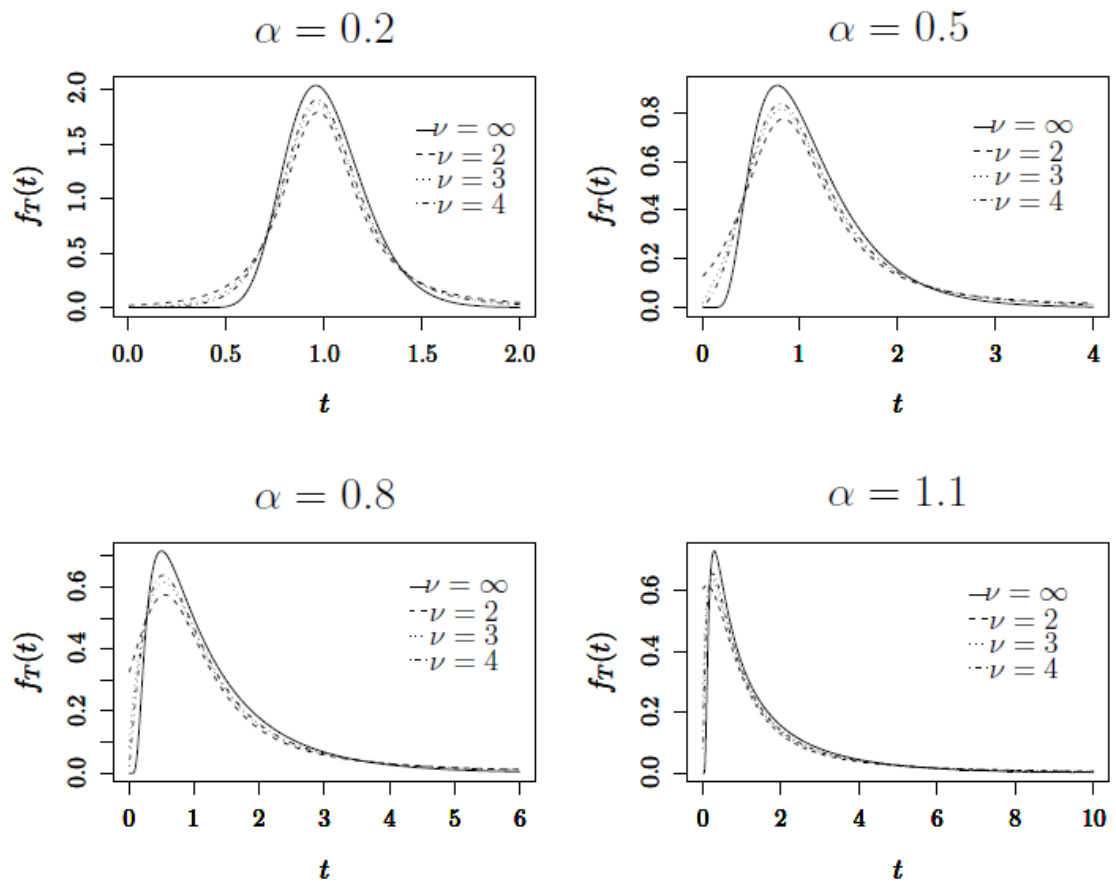 α = 0.2
f_T(t)
2.0
1.5
1.0
0.5
0.0
ν = ∞
ν = 2
ν = 3
ν = 4
0.0 0.5 1.0 1.5 2.0
t
α = 0.5
f_T(t)
0.8
0.6
0.4
0.2
0.0
ν = ∞
ν = 2
ν = 3
ν = 4
0 1 2 3 4
t
α = 0.8
f_T(t)
0.6
0.4
0.2
0.0
ν = ∞
ν = 2
ν = 3
ν = 4
0 1 2 3 4 5 6
t
α = 1.1
f_T(t)
0.6
0.4
0.2
0.0
ν = ∞
ν = 2
ν = 3
ν = 4
0 2 4 6 8 10
t